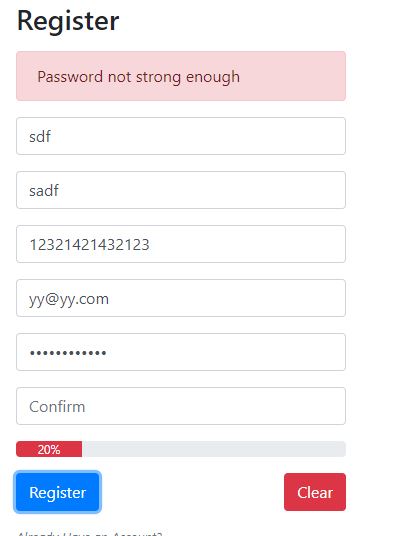 Register
Password not strong enough
sdf
sadf
12321421432123
yy@yy.com
••••••••••••
Confirm
20%
Register Clear
Already Have an Account?